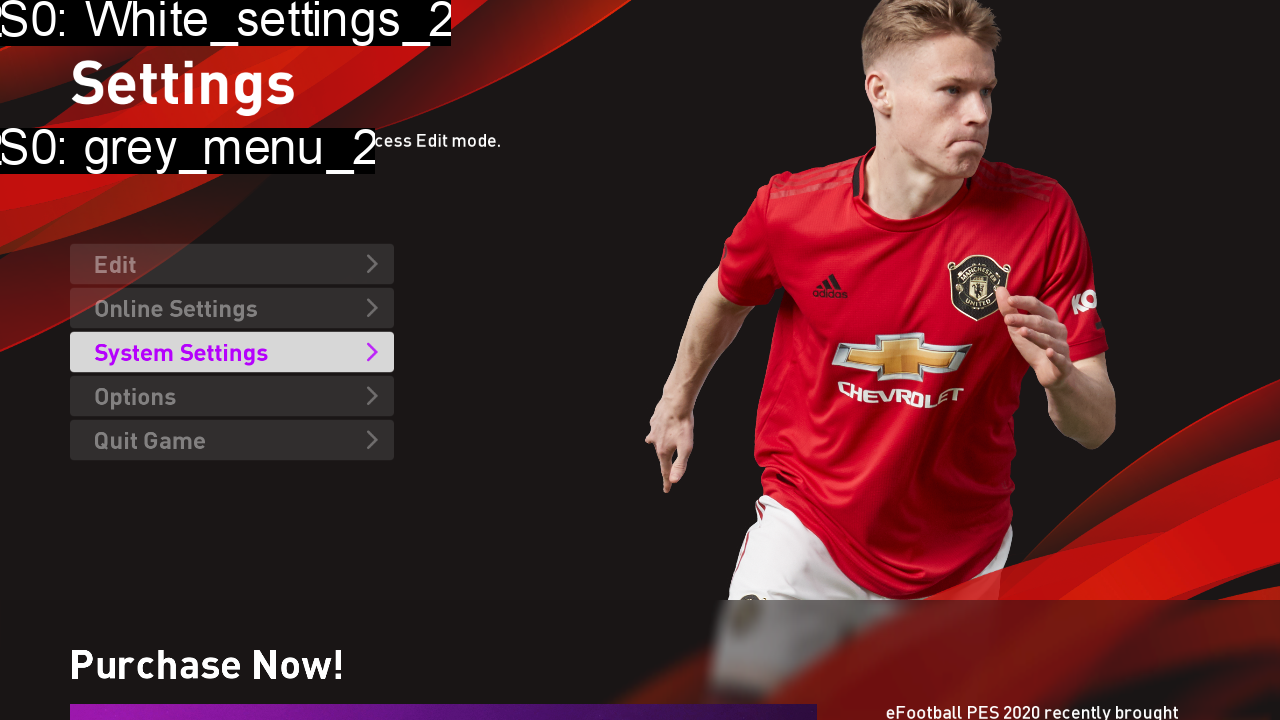 S0: White_settings_2
Settings
S0: grey_menu_2
cess Edit mode.
Edit
Online Settings
System Settings
Options
Quit Game
adidas
MANCHESTER
UNITED
CHEVROLET
KO
Purchase Now!
eFootball PES 2020 recently brought